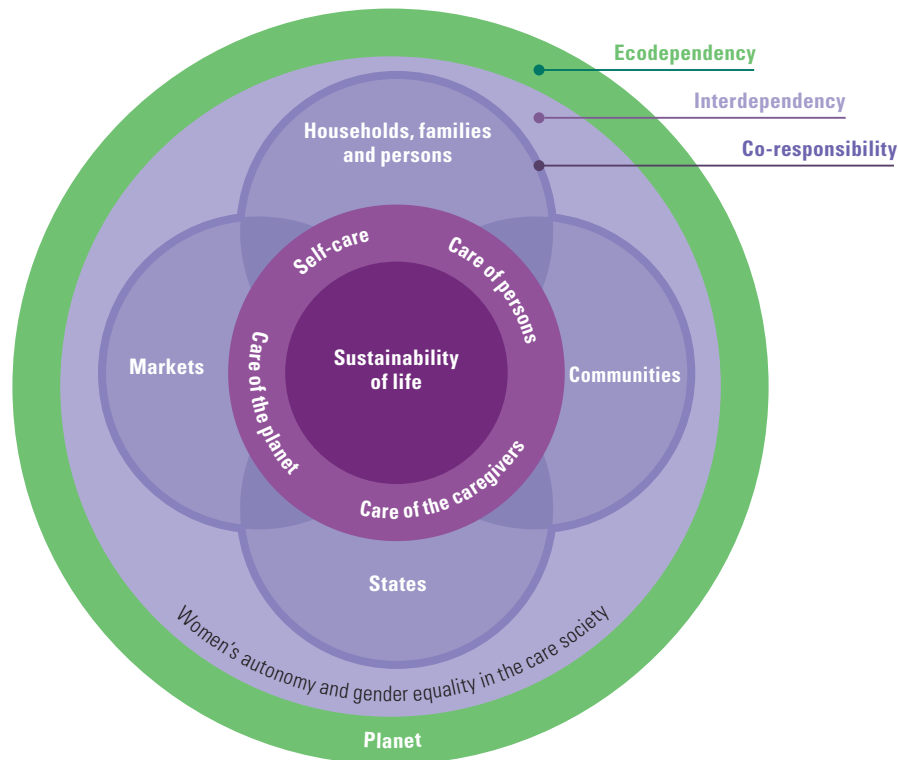 Ecodependency
Interdependency
Co-responsibility
Households, families
and persons
Self-care
Care of persons
Markets
Care of the planet
Sustainability
of life
Communities
Care of the caregivers
States
Women's autonomy and gender equality in the care society
Planet